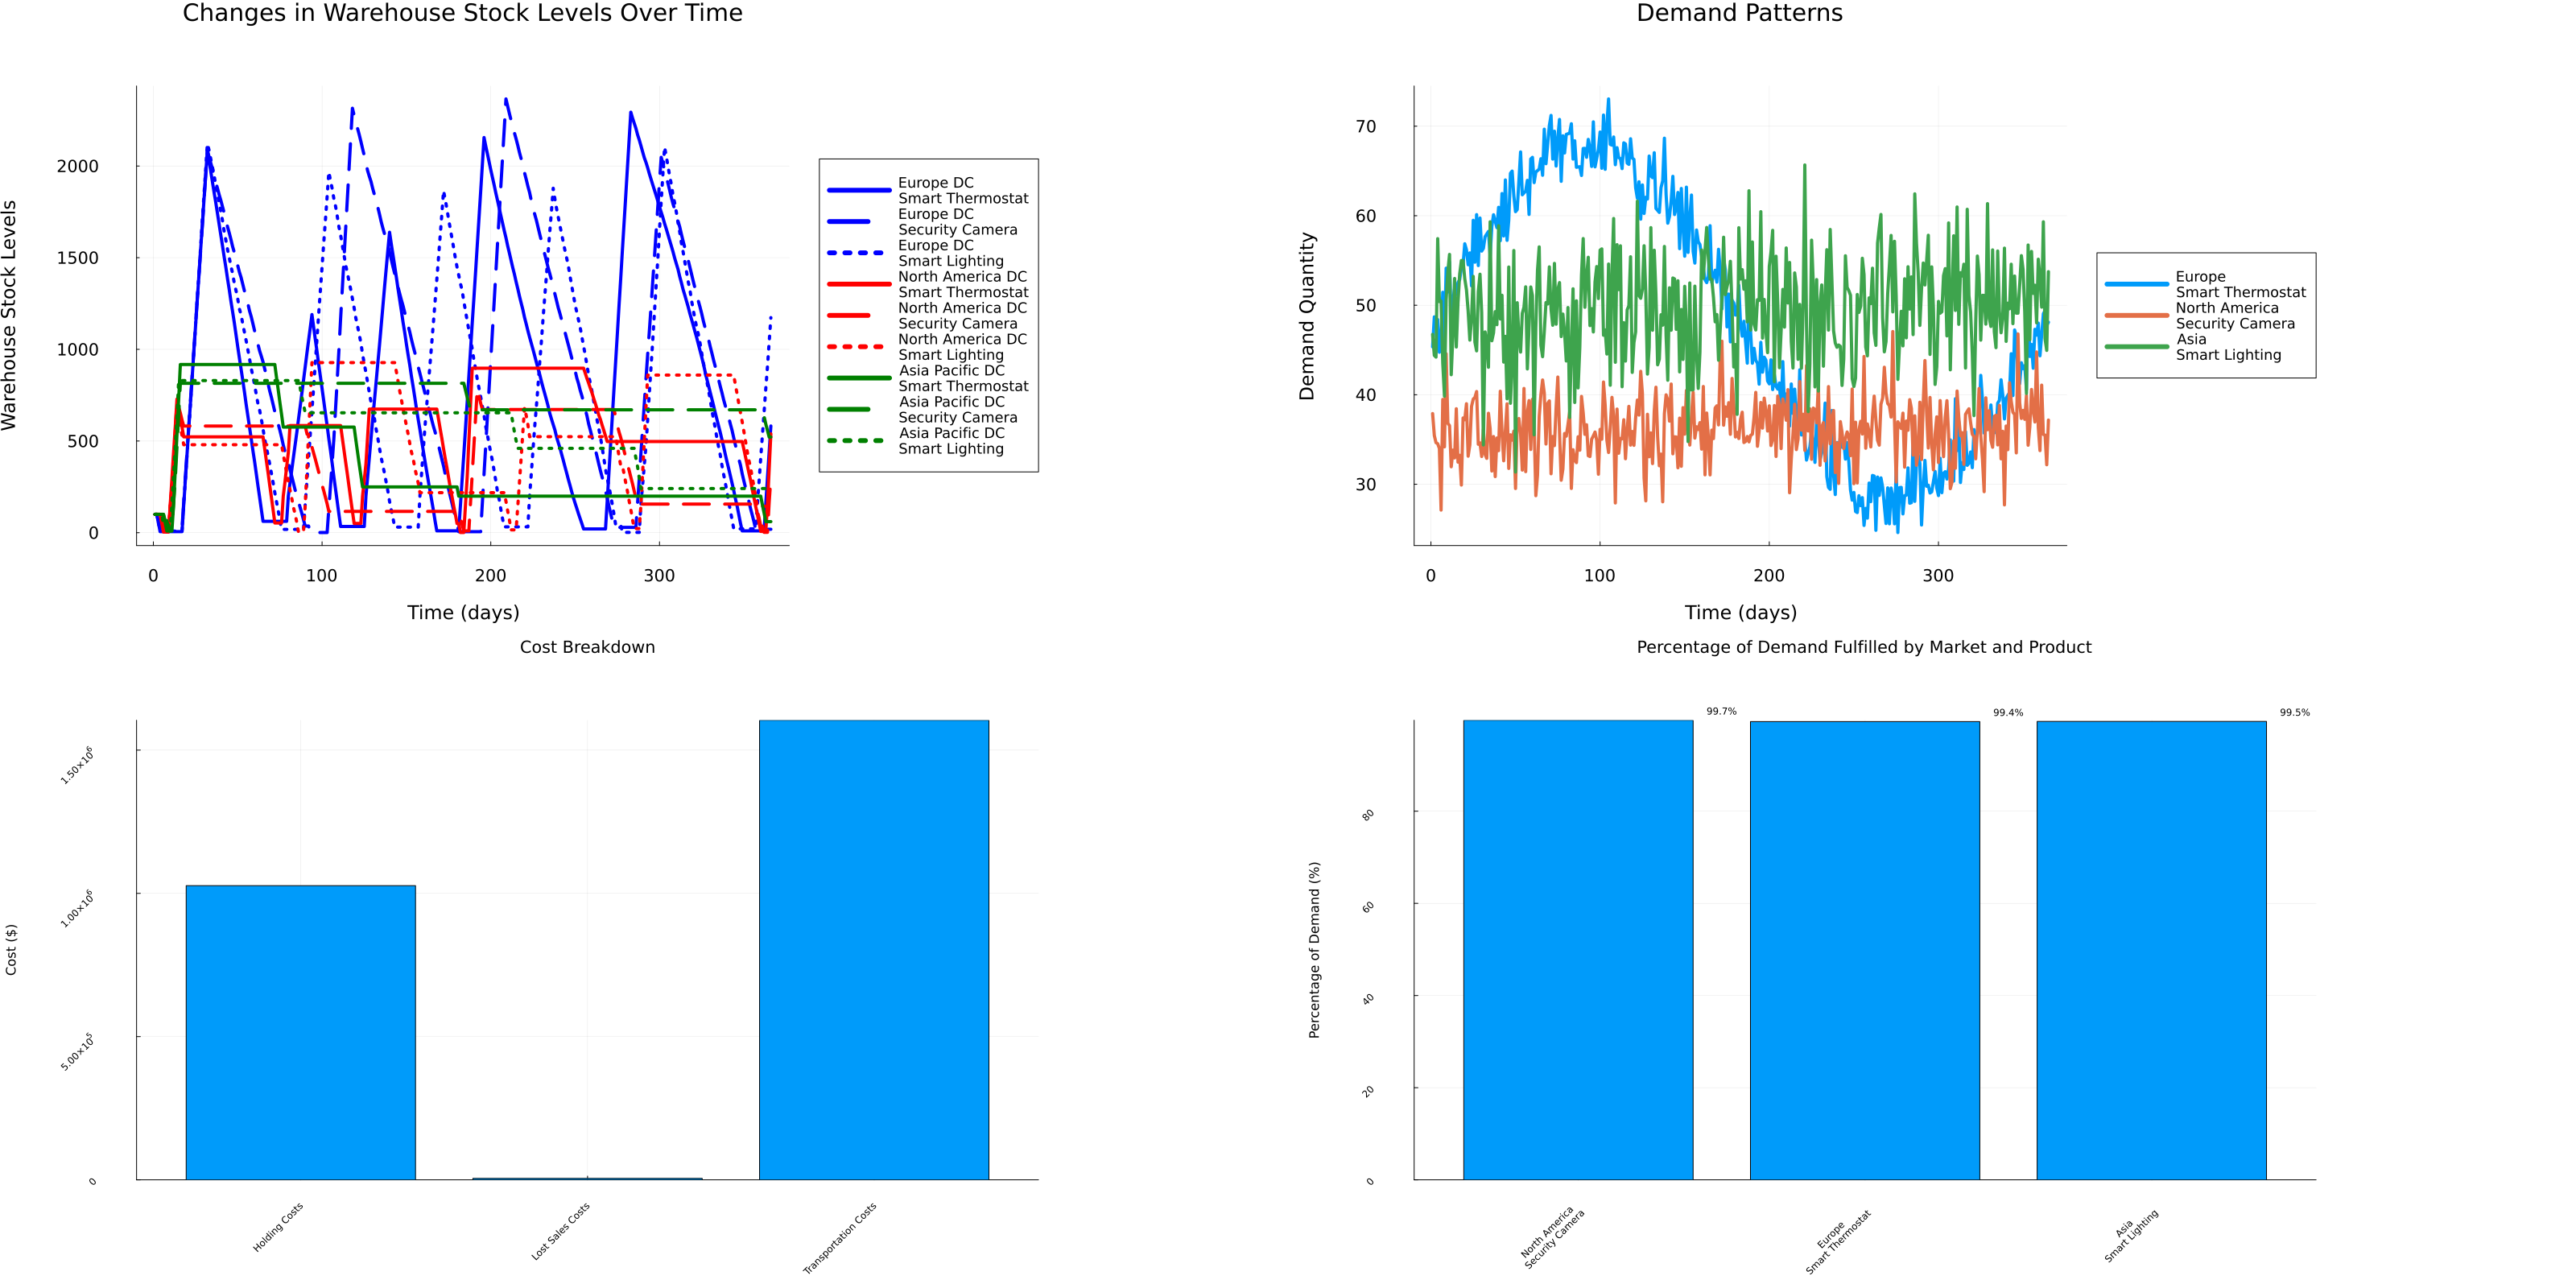 Changes in Warehouse Stock Levels Over Time
Warehouse Stock Levels
2000
1500
1000
500
0
0
100
200
300
Time (days)
Europe DC
Smart Thermostat
Europe DC
Security Camera
Europe DC
Smart Lighting
North America DC
Smart Thermostat
North America DC
Security Camera
North America DC
Smart Lighting
Asia Pacific DC
Smart Thermostat
Asia Pacific DC
Security Camera
Asia Pacific DC
Smart Lighting
Demand Patterns
Demand Quantity
70
60
50
40
30
0
100
200
300
Time (days)
Europe
Smart Thermostat
North America
Security Camera
Asia
Smart Lighting
Cost Breakdown
Cost ($)
1.50×10⁶
1.00×10⁶
5.00×10⁵
0
Holding Costs
Lost Sales Costs
Transportation Costs
Percentage of Demand Fulfilled by Market and Product
Percentage of Demand (%)
80
60
40
20
0
99.7%
99.4%
99.5%
North America
Security Camera
Europe
Smart Thermostat
Asia
Smart Lighting